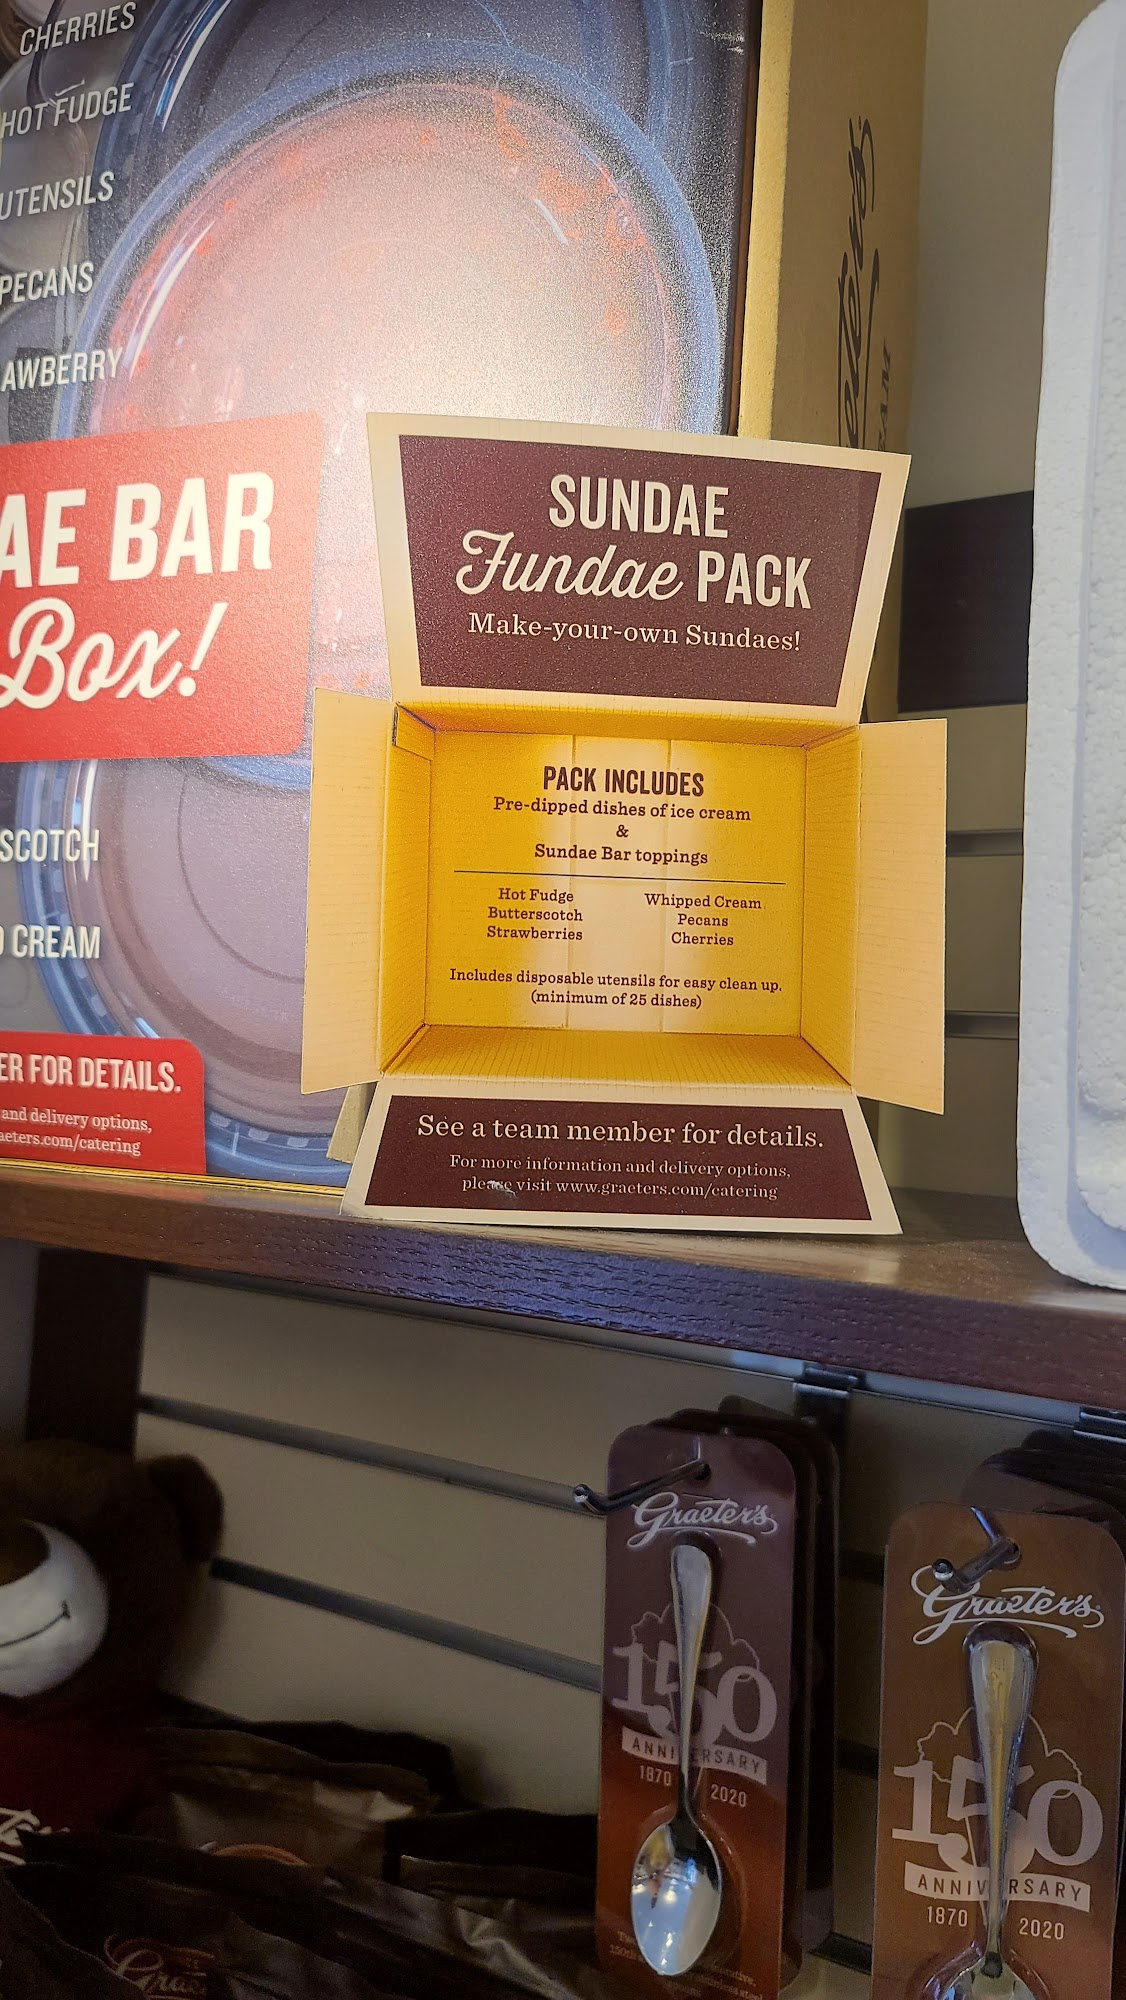 CHERRIES
HOT FUDGE
UTENSILS
PECANS
AWBERRY
AE BAR
Box!
SCOTCH
CREAM
ER FOR DETAILS.
and delivery options,
aeters.com/catering
SUNDAE
Fundae PACK
Make-your-own Sundaes!
PACK INCLUDES
Pre-dipped dishes of ice cream
&
Sundae Bar toppings
Hot Fudge
Butterscotch
Strawberries
Whipped Cream
Pecans
Cherries
Includes disposable utensils for easy clean up.
(minimum of 25 dishes)
See a team member for details.
For more information and delivery options,
please visit www.graeters.com/catering
Graeter's
150
ANNIVERSARY
1870 2020
Graeter's
150
ANNIVERSARY
1870 2020